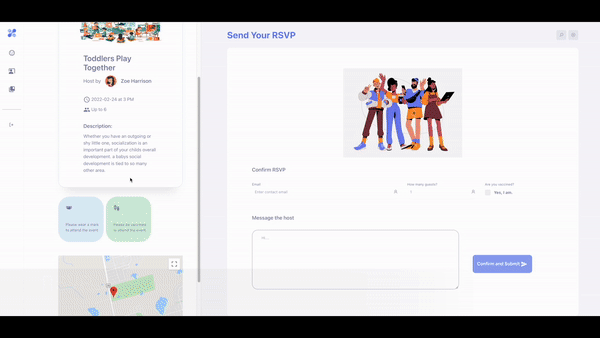 Send Your RSVP
Toddlers Play
Together
Host by Zoe Harrison
2022-02-26 at 3 PM
Up to 6
Description:
Whether you have an outgoing or
shy little one, socialization is an
important part of your childs overall
development. a babys social
development is tied to so many
other area.
Please wear a mask
to attend the event
to attend the event
Confirm RSVP
Email
How many guests?
Are you vaccined?
Enter contact email
1
Yes, I am.
Message the host
Hi...
Confirm and Submit